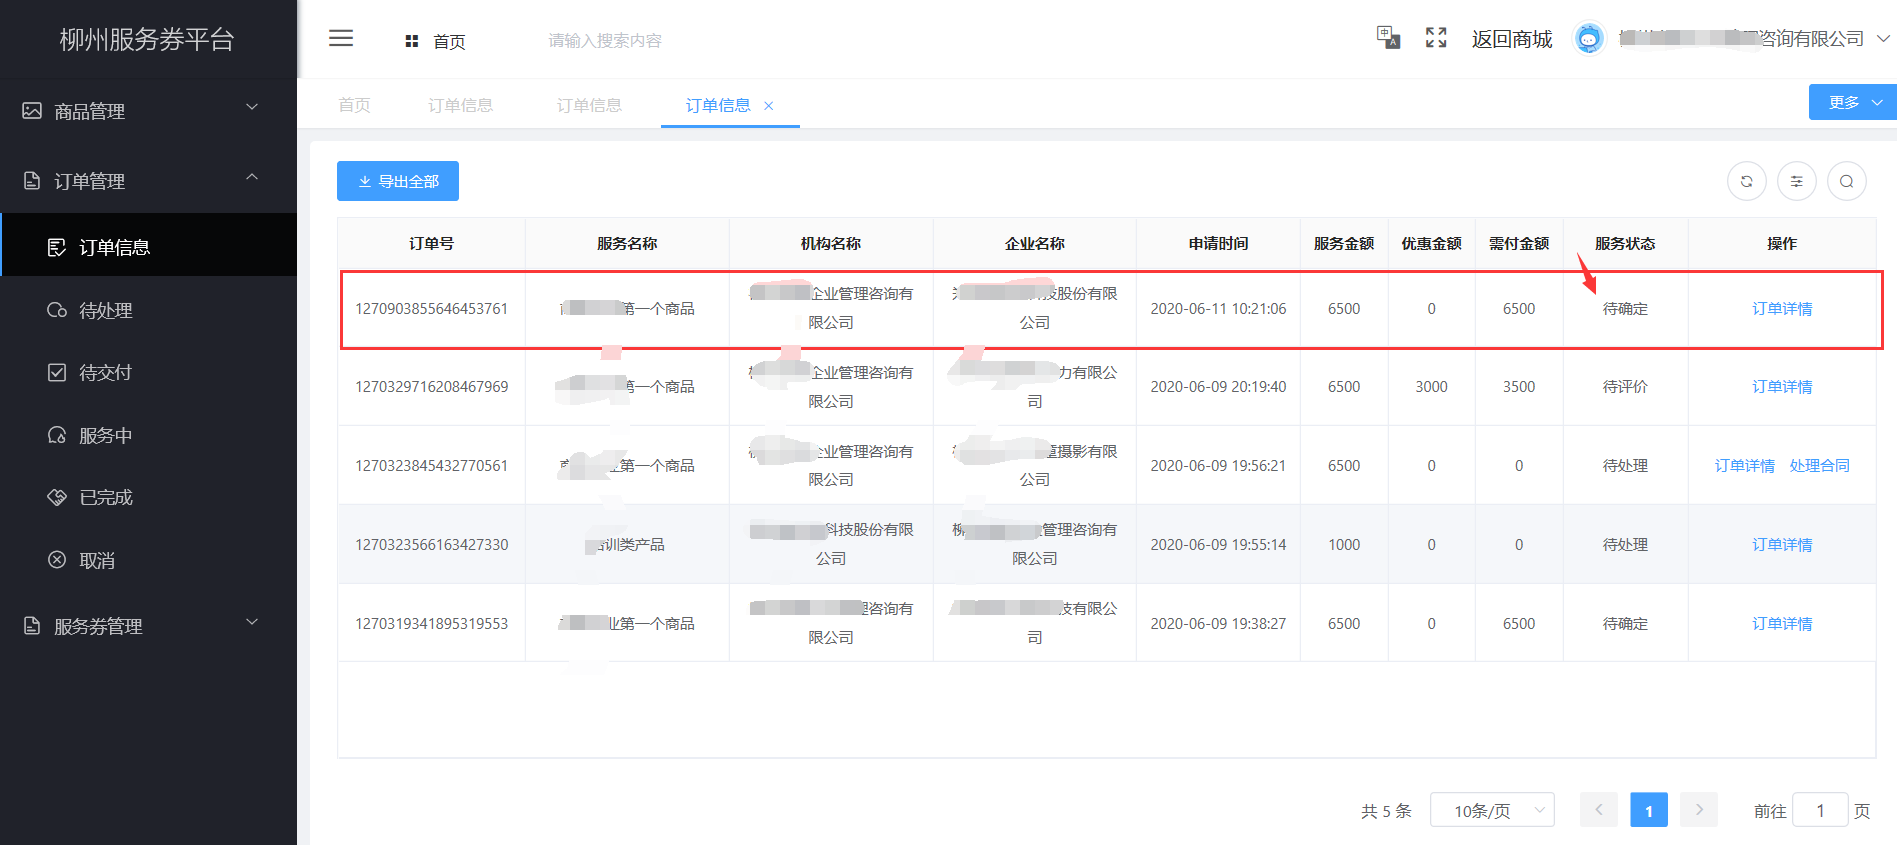 柳州服务券平台
首页
请输入搜索内容
中
A
返回商城
咨询有限公司
商品管理
订单管理
订单信息
待处理
待交付
服务中
已完成
取消
服务券管理
首页
订单信息
订单信息
订单信息
更多
导出全部
订单号 服务名称 机构名称 企业名称 申请时间 服务金额 优惠金额 需付金额 服务状态 操作
1270903855646453761 第一个商品 企业管理咨询有 技股份有限 2020-06-11 10:21:06 6500 0 6500 待确定 订单详情
限公司 公司
1270329716208467969 第一个商品 企业管理咨询有 力有限公 2020-06-09 20:19:40 6500 3000 3500 待评价 订单详情
限公司 司
1270323845432770561 业第一个商品 企业管理咨询有 摄影有限 2020-06-09 19:56:21 6500 0 0 待处理 订单详情 处理合同
限公司 公司
1270323566163427330 培训类产品 科技股份有限 柳 管理咨询有 2020-06-09 19:55:14 1000 0 0 待处理 订单详情
公司 限公司
1270319341895319553 业第一个商品 理咨询有 技有限公 2020-06-09 19:38:27 6500 0 6500 待确定 订单详情
限公司 司
共 5 条 10条/页 1 前往 1 页